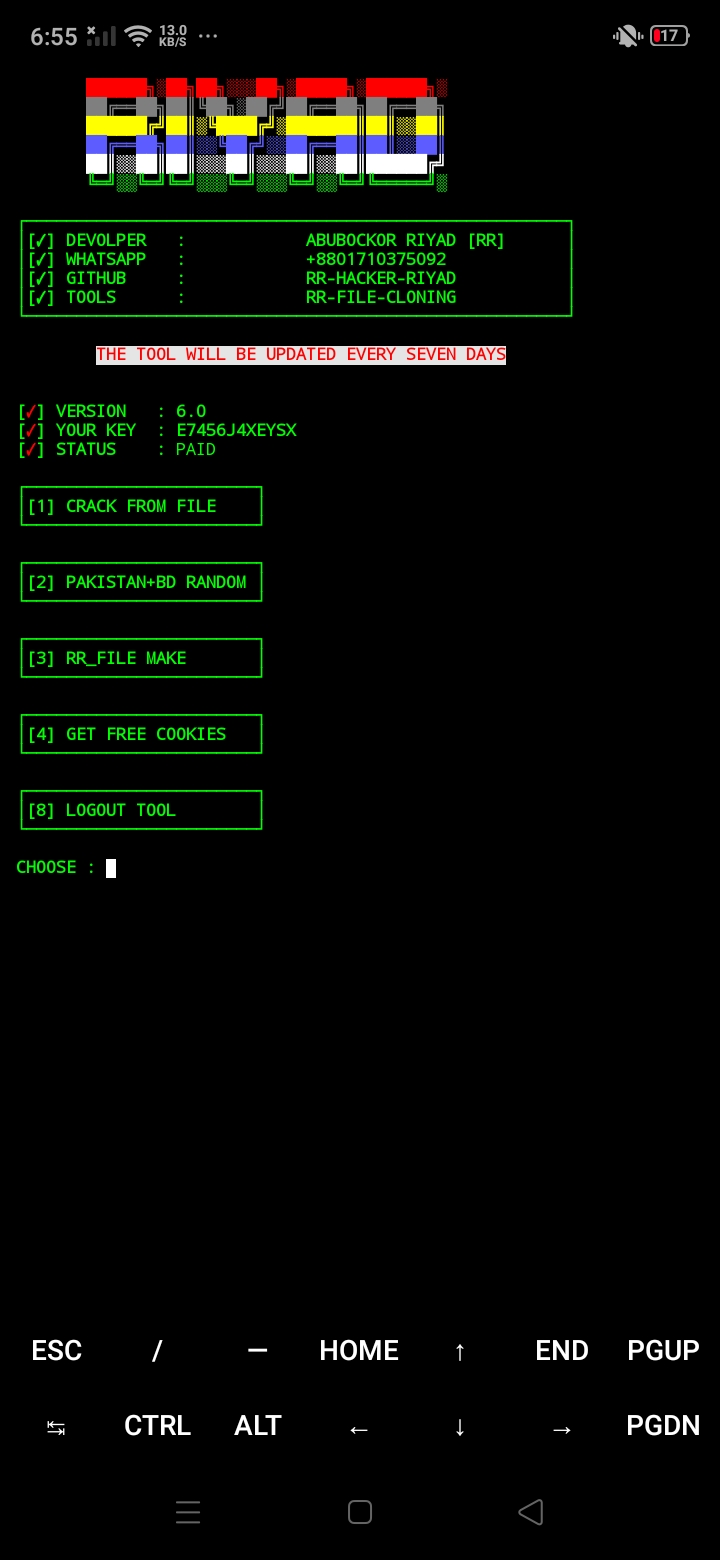 6:55 13.0 KB/S ... 17
RIYAD
[✓] DEVOLPER : ABUBOCKOR RIYAD [RR]
[✓] WHATSAPP : +8801710375092
[✓] GITHUB : RR-HACKER-RIYAD
[✓] TOOLS : RR-FILE-CLONING
THE TOOL WILL BE UPDATED EVERY SEVEN DAYS
[✓] VERSION : 6.O
[✓] YOUR KEY : E7456J4XEYSX
[✓] STATUS : PAID
[1] CRACK FROM FILE
[2] PAKISTAN+BD RANDOM
[3] RR_FILE MAKE
[4] GET FREE COOKIES
[8] LOGOUT TOOL
CHOOSE :
ESC / — HOME ↑ END PGUP
↹ CTRL ALT ← ↓ → PGDN